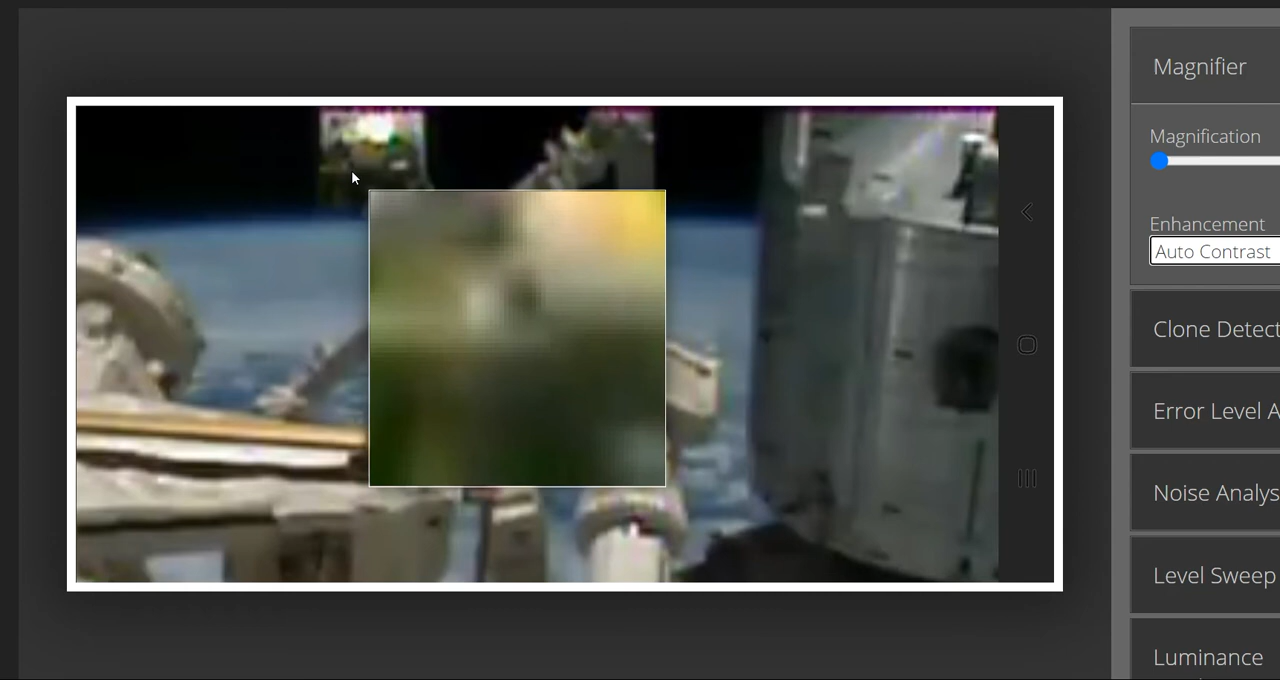 Magnifier
Magnification
Enhancement
Auto Contrast
Clone Detect
Error Level A
Noise Analys
Level Sweep
Luminance